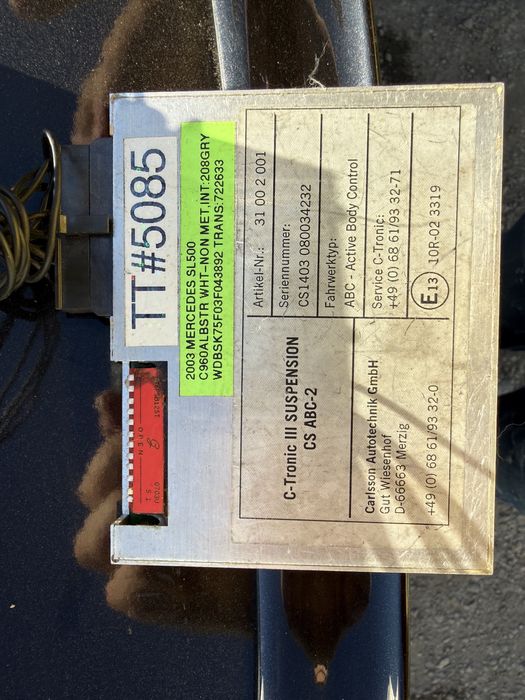 TT#5085
2003 MERCEDES SL500
C960ALBSTR WHT-NON MET.INT:208GRY
WDBSK75F03F043892 TRANS:722633
C-Tronic III SUSPENSION
CS ABC-2
Carlsson Autotechnik GmbH
Gut Wiesenhof
D-66663 Merzig
+49 (0) 68 61/93 32-0
Artikel-Nr.: 31 00 2 001
Seriennummer:
CS1403 080034232
Fahrwerktyp:
ABC - Active Body Control
Service C-Tronic:
+49 (0) 68 61/93 32-71
E13 10R-02 3319
OPEN